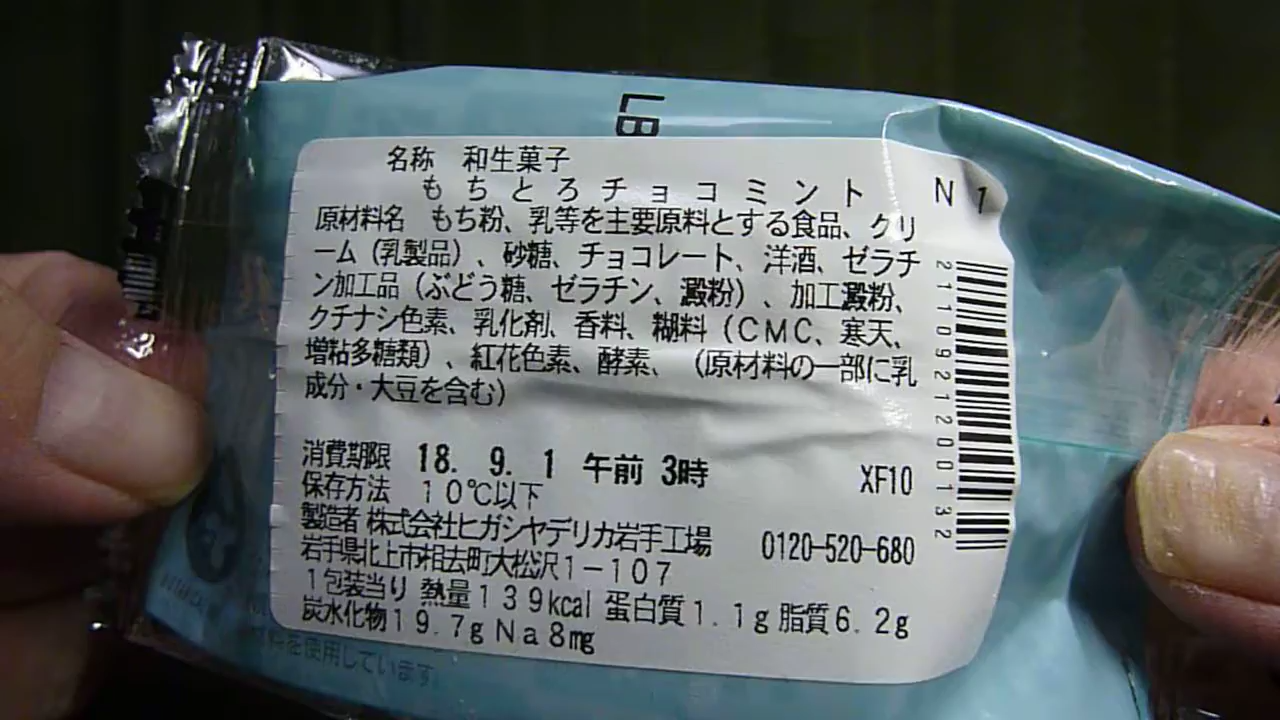 LB
名称 和生菓子
もちとろチョコミント N 1
原材料名 もち粉、乳等を主要原料とする食品、クリ
ーム（乳製品）、砂糖、チョコレート、洋酒、ゼラチ
ン加工品（ぶどう糖、ゼラチン、澱粉）、加工澱粉、
クチナシ色素、乳化剤、香料、糊料（CMC、寒天、
増粘多糖類）、紅花色素、酵素、（原材料の一部に乳
成分・大豆を含む）
消費期限 18. 9. 1 午前 3時 XF10
保存方法 10℃以下
製造者 株式会社ヒガシヤデリカ岩手工場 0120-520-680
岩手県北上市相去町大松沢1-107
1包装当り 熱量139kcal 蛋白質1.1g 脂質6.2g
炭水化物19.7g Na8mg
2110921200132
を使用しています